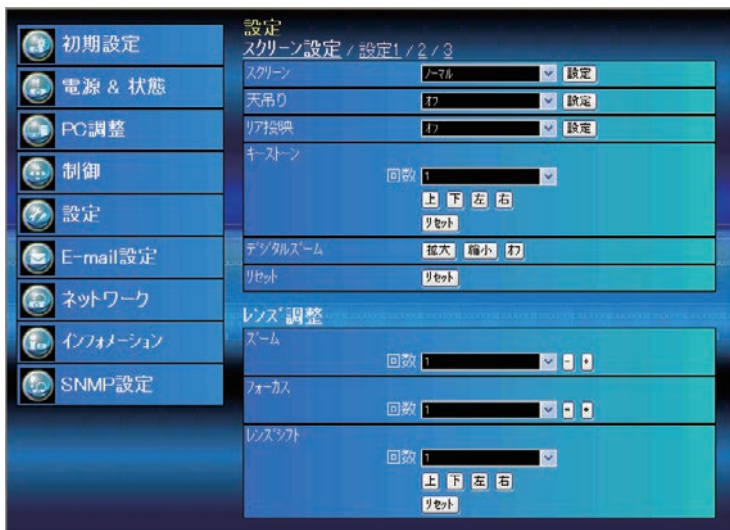 初期設定
電源 & 状態
PC調整
制御
設定
E-mail設定
ネットワーク
インフォメーション
SNMP設定
設定
スクリーン設定 / 設定1 / 2 / 3
スクリーン ノーマル 設定
天吊り オフ 設定
リア投映 オフ 設定
キーストーン
回数 1
上 下 左 右
リセット
デジタルズーム 拡大 縮小 オフ
リセット リセット
レンズ調整
ズーム
回数 1 - +
フォーカス
回数 1 - +
レンズシフト
回数 1
上 下 左 右
リセット